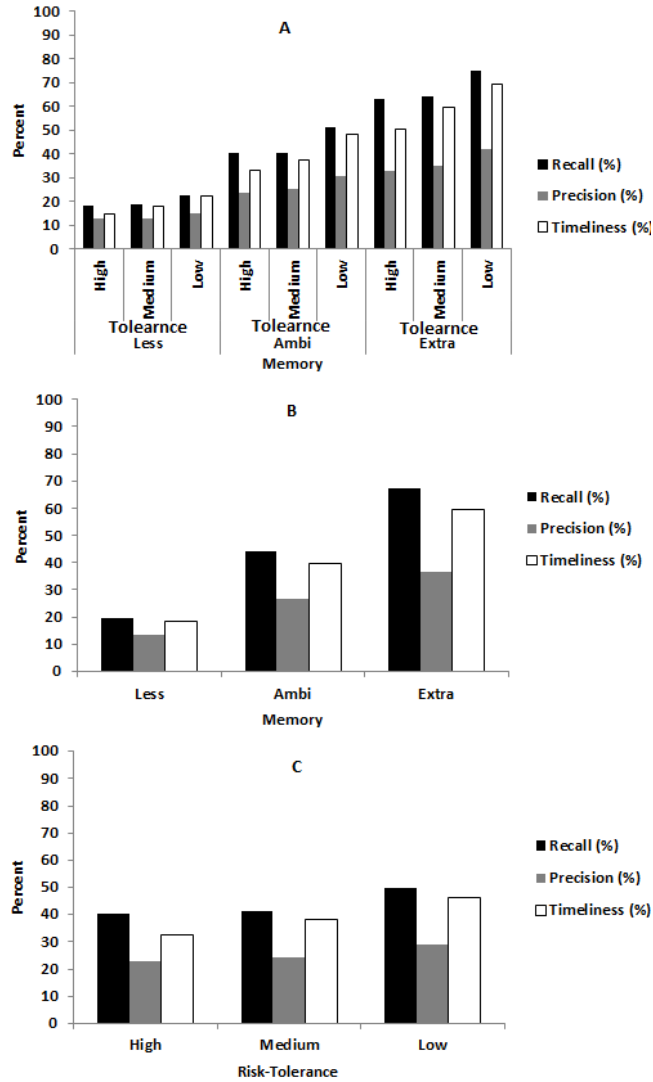 A
100
90
80
70
60
50
40
30
20
10
0
Percent
Recall (%)
Precision (%)
Timeliness (%)
High Medium Low High Medium Low High Medium Low
Tolearnce Tolearnce Tolearnce
Less Ambi Extra
Memory
B
100
90
80
70
60
50
40
30
20
10
0
Percent
Recall (%)
Precision (%)
Timeliness (%)
Less Ambi Extra
Memory
C
100
90
80
70
60
50
40
30
20
10
0
Percent
Recall (%)
Precision (%)
Timeliness (%)
High Medium Low
Risk-Tolerance